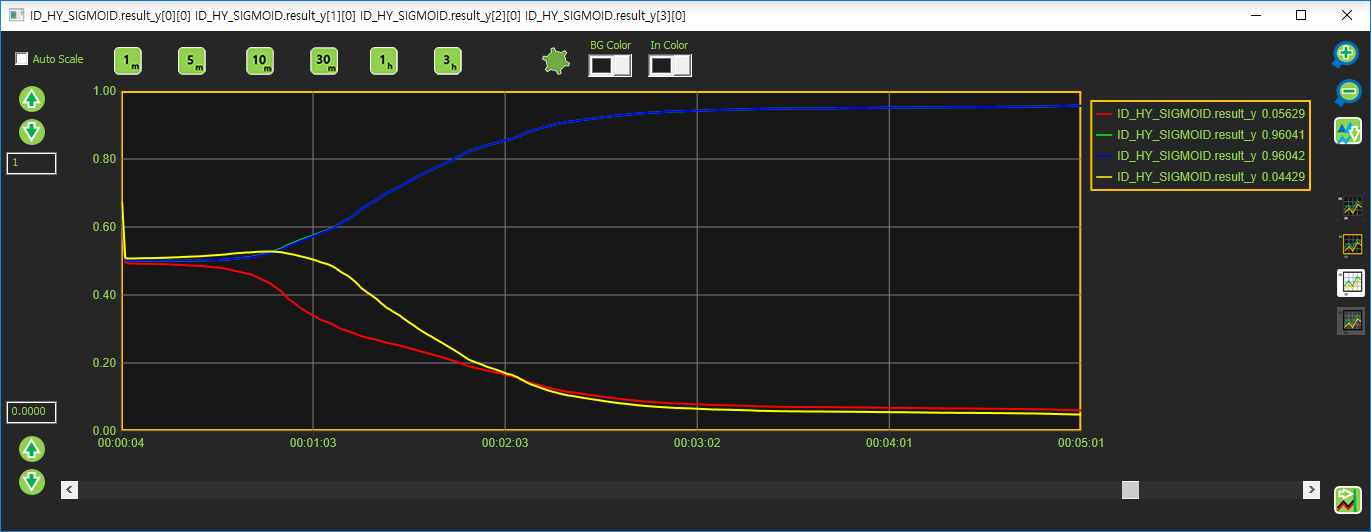 ID_HY_SIGMOID.result_y[0][0] ID_HY_SIGMOID.result_y[1][0] ID_HY_SIGMOID.result_y[2][0] ID_HY_SIGMOID.result_y[3][0]
Auto Scale
1 m
5 m
10 m
30 m
1 h
3 h
BG Color
In Color
1
0.0000
1.00
0.80
0.60
0.40
0.20
0.00
00:00:04
00:01:03
00:02:03
00:03:02
00:04:01
00:05:01
ID_HY_SIGMOID.result_y 0.05629
ID_HY_SIGMOID.result_y 0.96041
ID_HY_SIGMOID.result_y 0.96042
ID_HY_SIGMOID.result_y 0.04429